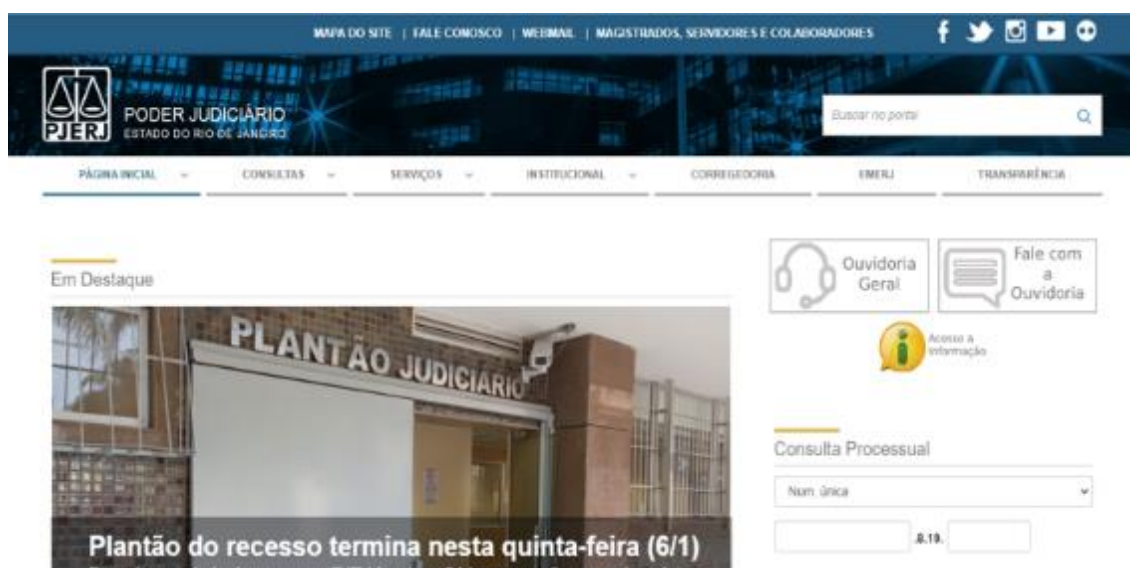 MAPA DO SITE | FALE CONOSCO | WEBMAIL | MAGISTRADOS, SERVIDORES E COLABORADORES
PJERJ
PODER JUDICIÁRIO
ESTADO DO RIO DE JANEIRO
Buscar no portal
PÁGINA INICIAL CONSULTAS SERVIÇOS INSTITUCIONAL CORREGEDORIA EMERJ TRANSPARÊNCIA
Em Destaque
PLANTÃO JUDICIÁRIO
Plantão do recesso termina nesta quinta-feira (6/1)
Ouvidoria
Geral
Fale com
a
Ouvidoria
Acesso à
Informação
Consulta Processual
Num. única
.8.19.